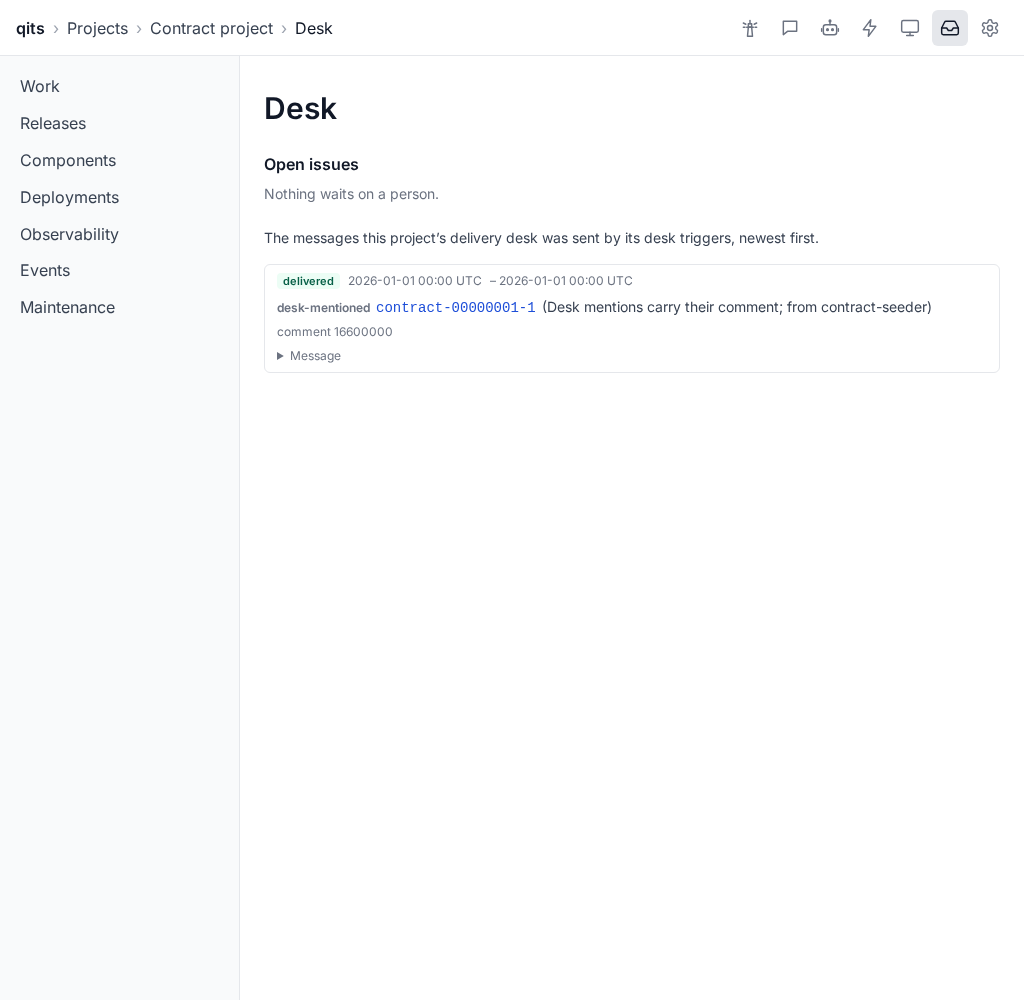 qits › Projects › Contract project › Desk
Work
Releases
Components
Deployments
Observability
Events
Maintenance
Desk
Open issues
Nothing waits on a person.
The messages this project’s delivery desk was sent by its desk triggers, newest first.
delivered 2026-01-01 00:00 UTC – 2026-01-01 00:00 UTC
desk-mentioned contract-00000001-1 (Desk mentions carry their comment; from contract-seeder)
comment 16600000
Message